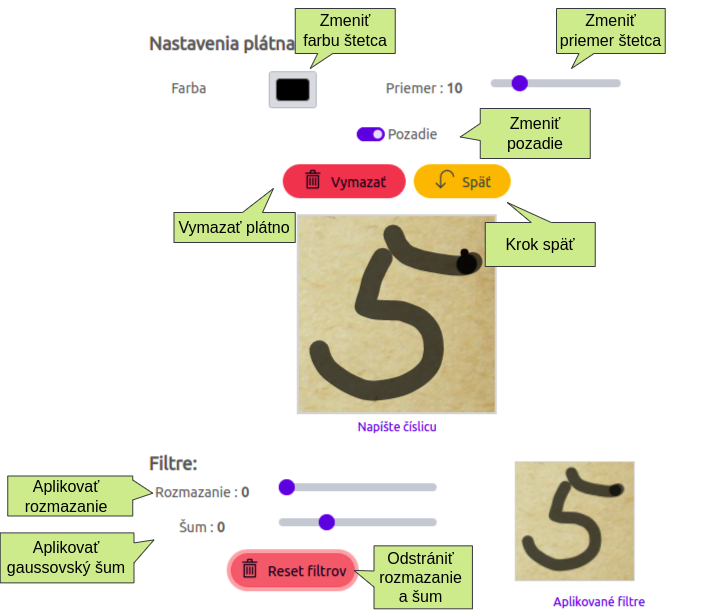 Nastavenia plátna
Zmeniť
farbu štetca
Zmeniť
priemer štetca
Farba
Priemer : 10
Pozadie
Zmeniť
pozadie
Vymazať
Späť
Vymazať plátno
Krok späť
5
Napíšte číslicu
Filtre:
Aplikovať
rozmazanie
Rozmazanie : 0
Šum : 0
Aplikovať
gaussovský šum
Reset filtrov
Odstrániť
rozmazanie
a šum
5
Aplikované filtre